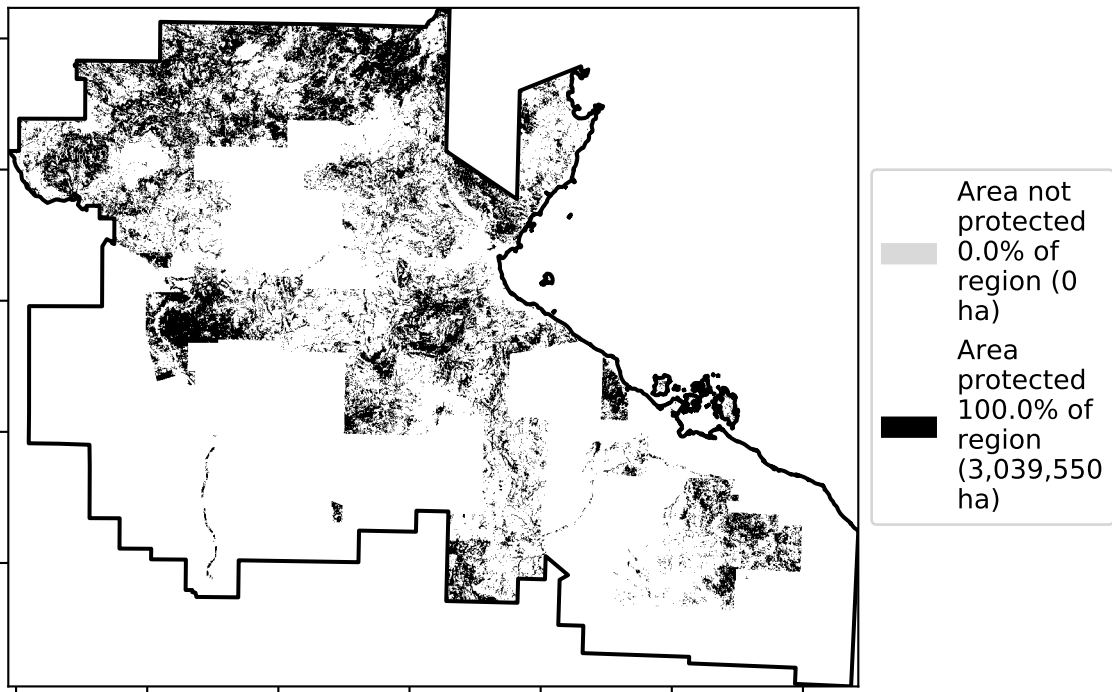 Area not
protected
0.0% of
region (0
ha)
Area
protected
100.0% of
region
(3,039,550
ha)